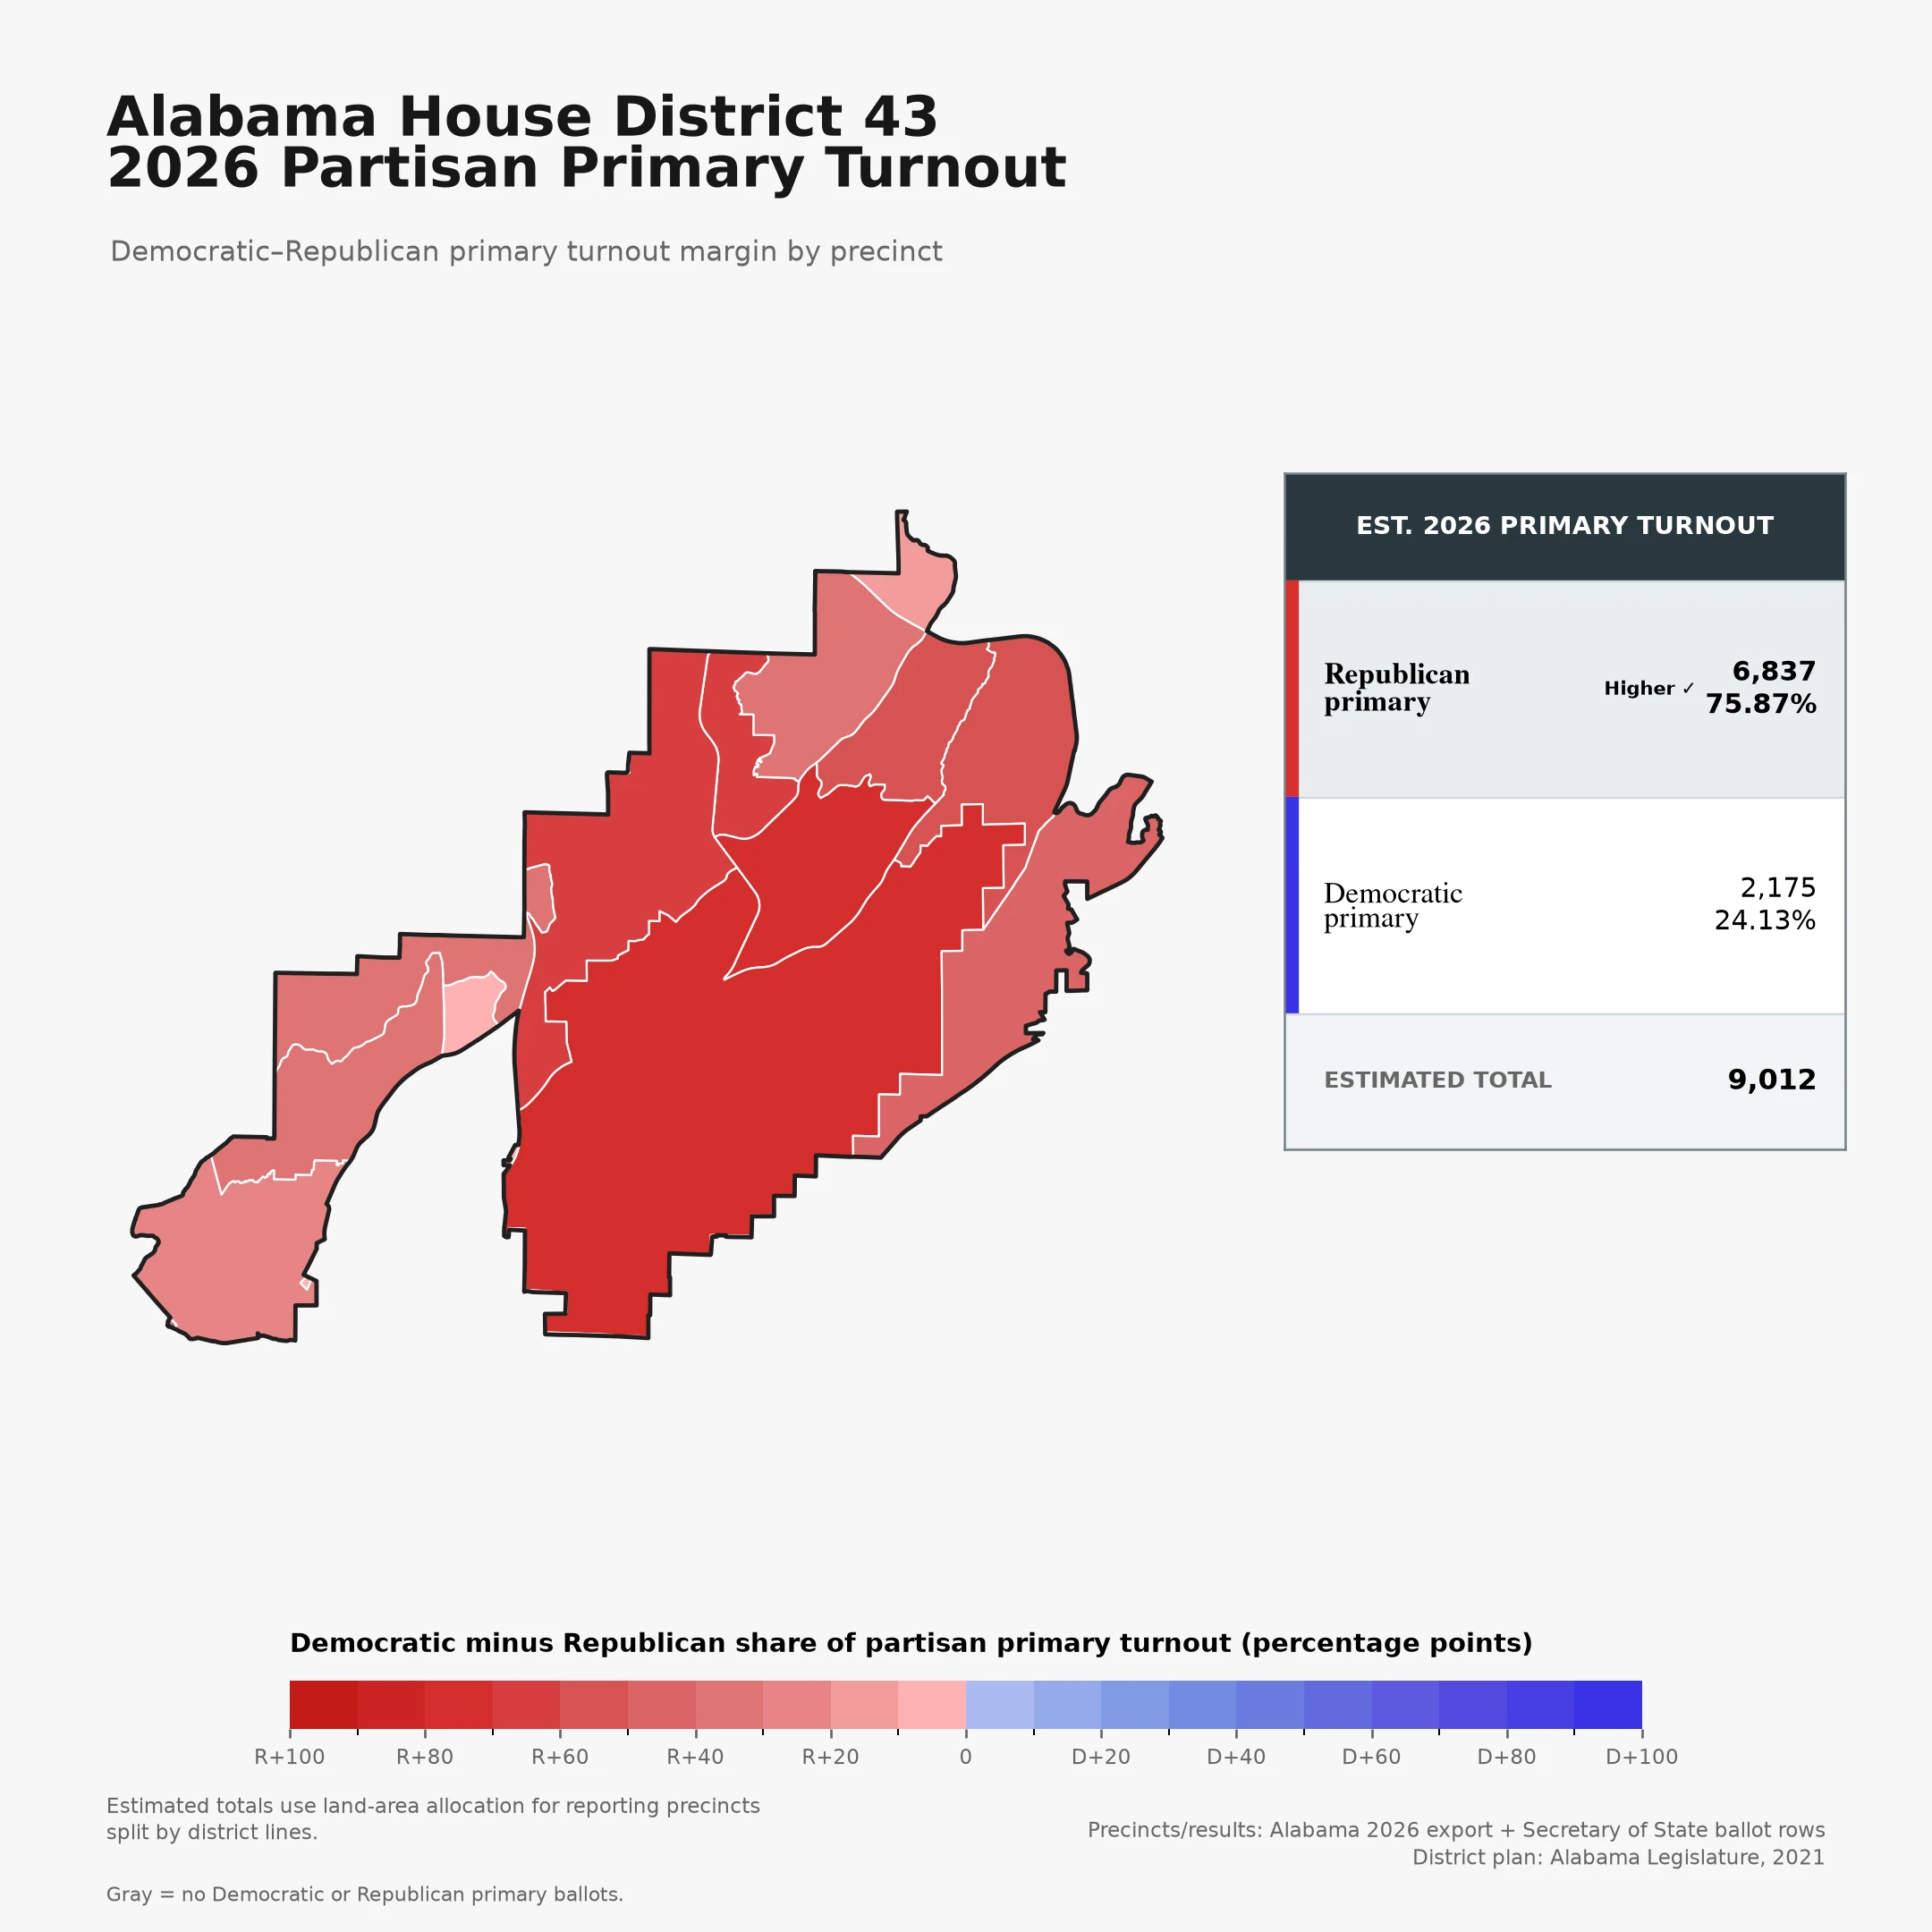 Alabama House District 43
2026 Partisan Primary Turnout
Democratic–Republican primary turnout margin by precinct
EST. 2026 PRIMARY TURNOUT
Republican
primary
Higher ✓
6,837
75.87%
Democratic
primary
2,175
24.13%
ESTIMATED TOTAL
9,012
Democratic minus Republican share of partisan primary turnout (percentage points)
R+100 R+80 R+60 R+40 R+20 0 D+20 D+40 D+60 D+80 D+100
Estimated totals use land-area allocation for reporting precincts
split by district lines.
Gray = no Democratic or Republican primary ballots.
Precincts/results: Alabama 2026 export + Secretary of State ballot rows
District plan: Alabama Legislature, 2021